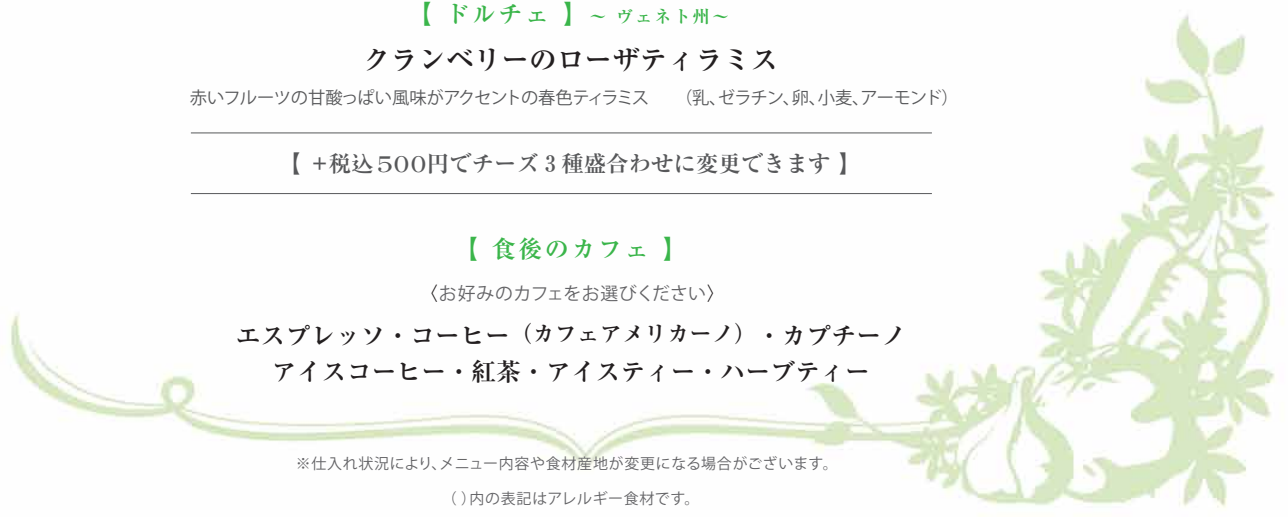 【 ドルチェ 】～ ヴェネト州～
クランベリーのローザティラミス
赤いフルーツの甘酸っぱい風味がアクセントの春色ティラミス　（乳、ゼラチン、卵、小麦、アーモンド）
【 +税込500円でチーズ３種盛合わせに変更できます 】
【 食後のカフェ 】
〈お好みのカフェをお選びください〉
エスプレッソ・コーヒー（カフェアメリカーノ）・カプチーノ
アイスコーヒー・紅茶・アイスティー・ハーブティー
※仕入れ状況により、メニュー内容や食材産地が変更になる場合がございます。
( )内の表記はアレルギー食材です。